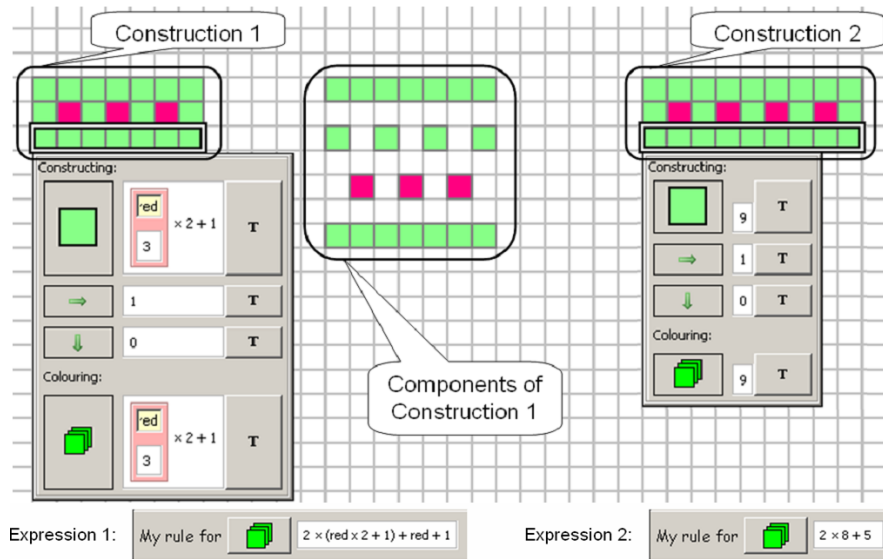 Construction 1
Construction 2
Constructing:
red
3
× 2 + 1
T
1
T
0
T
Colouring:
red
3
× 2 + 1
T
Components of
Construction 1
Constructing:
9
T
1
T
0
T
Colouring:
9
T
Expression 1: My rule for 2 × (red x 2 + 1) + red + 1
Expression 2: My rule for 2 × 8 + 5